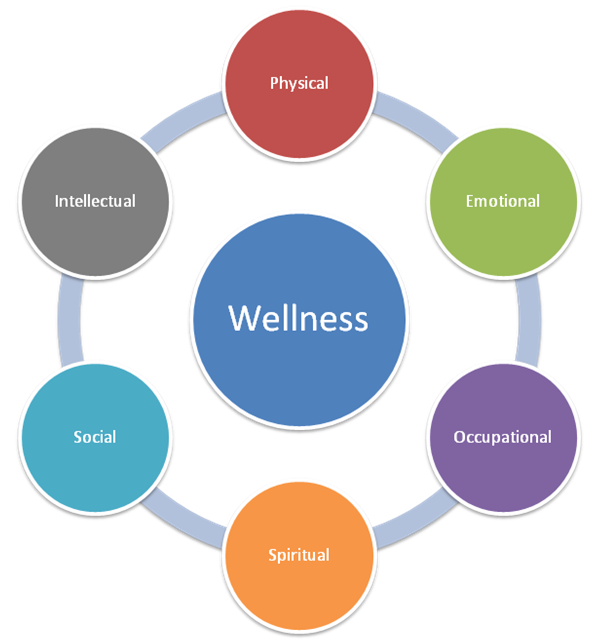 Physical
Intellectual
Emotional
Wellness
Social
Occupational
Spiritual